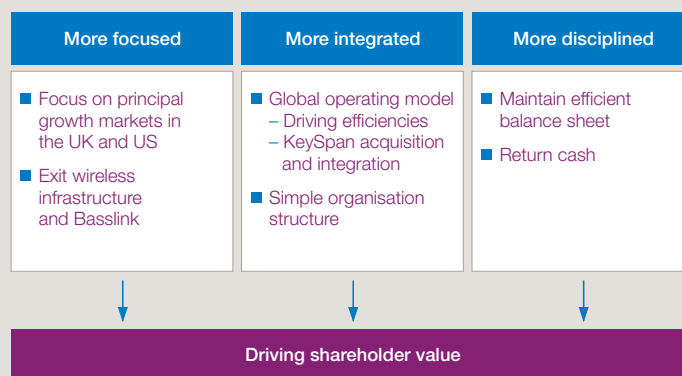 More focused
Focus on principal
growth markets in
the UK and US
Exit wireless
infrastructure
and Basslink
More integrated
Global operating model
– Driving efficiencies
– KeySpan acquisition
and integration
Simple organisation
structure
More disciplined
Maintain efficient
balance sheet
Return cash
Driving shareholder value